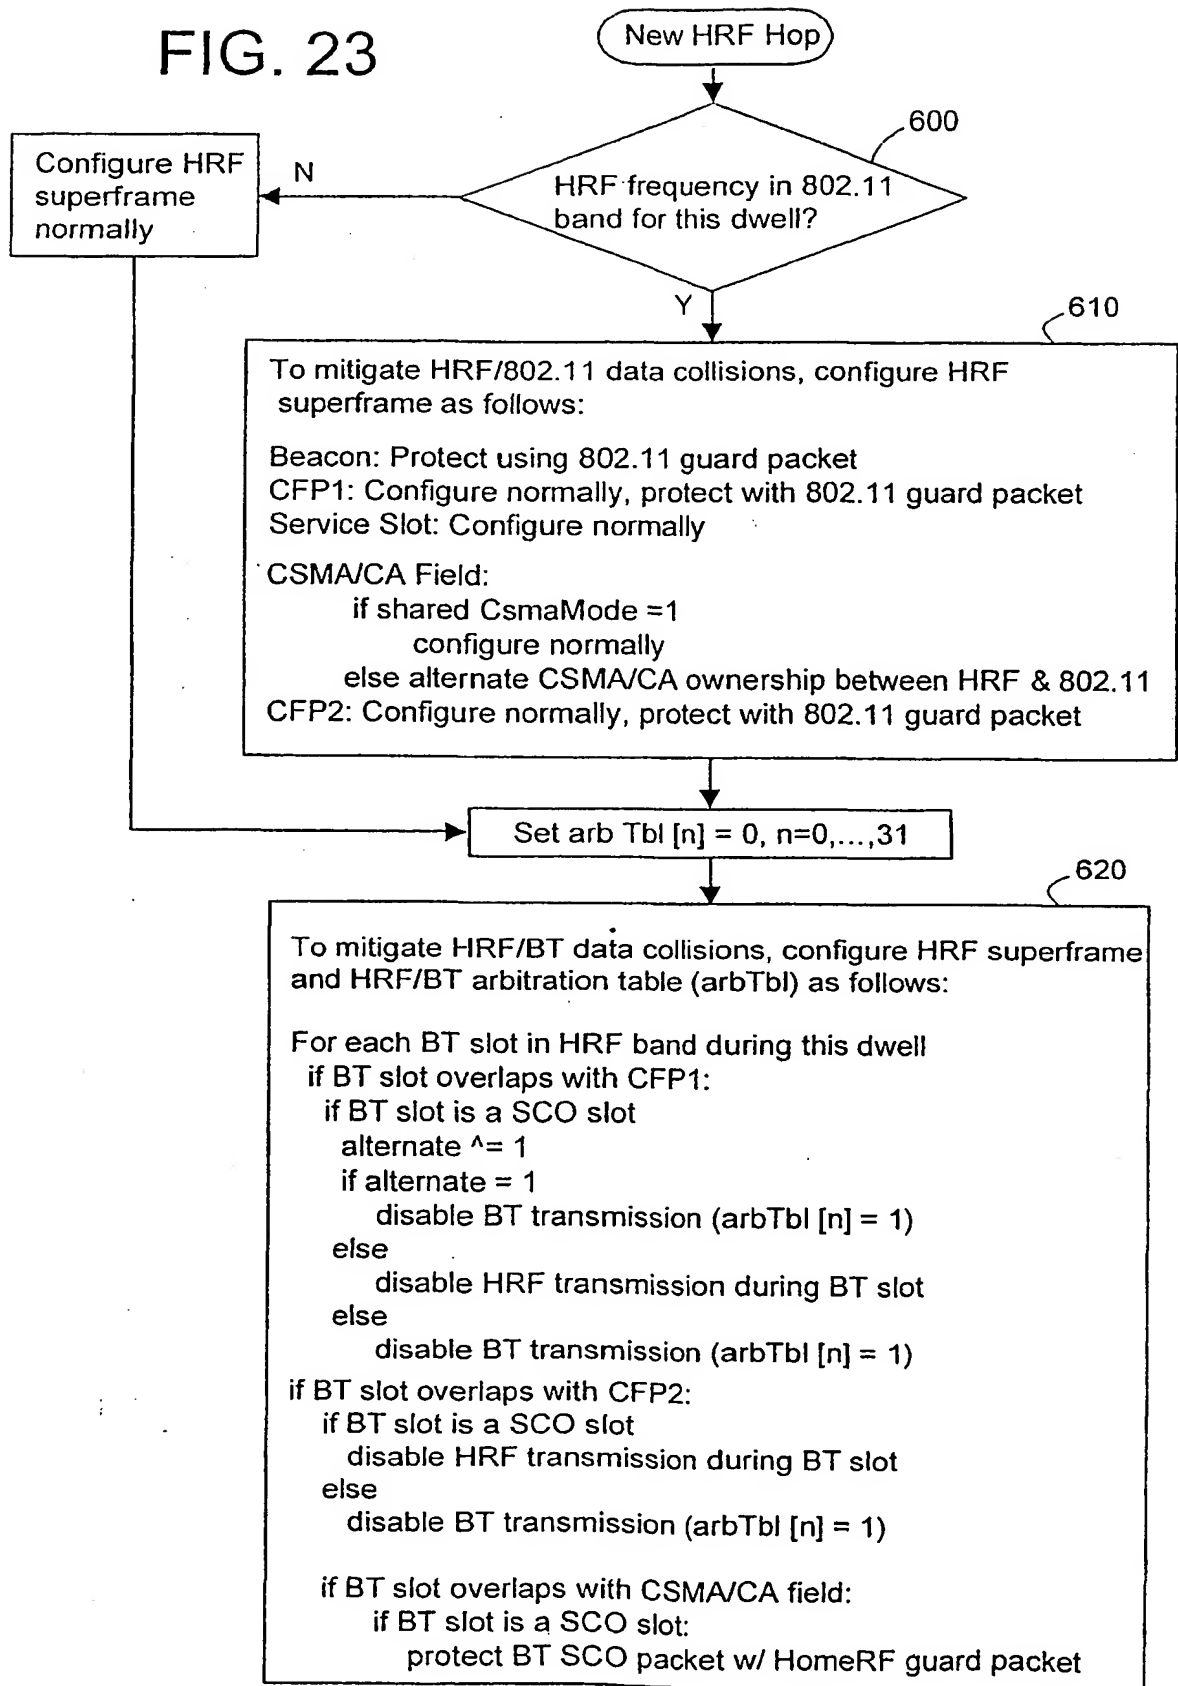 FIG. 23
New HRF Hop
600
HRF frequency in 802.11
band for this dwell?
N
Configure HRF
superframe
normally
Y
610
To mitigate HRF/802.11 data collisions, configure HRF
superframe as follows:
Beacon: Protect using 802.11 guard packet
CFP1: Configure normally, protect with 802.11 guard packet
Service Slot: Configure normally
CSMA/CA Field:
if shared CsmaMode =1
configure normally
else alternate CSMA/CA ownership between HRF & 802.11
CFP2: Configure normally, protect with 802.11 guard packet
Set arb Tbl [n] = 0, n=0,...,31
620
To mitigate HRF/BT data collisions, configure HRF superframe
and HRF/BT arbitration table (arbTbl) as follows:
For each BT slot in HRF band during this dwell
if BT slot overlaps with CFP1:
if BT slot is a SCO slot
alternate ^= 1
if alternate = 1
disable BT transmission (arbTbl [n] = 1)
else
disable HRF transmission during BT slot
else
disable BT transmission (arbTbl [n] = 1)
if BT slot overlaps with CFP2:
if BT slot is a SCO slot
disable HRF transmission during BT slot
else
disable BT transmission (arbTbl [n] = 1)
if BT slot overlaps with CSMA/CA field:
if BT slot is a SCO slot:
protect BT SCO packet w/ HomeRF guard packet